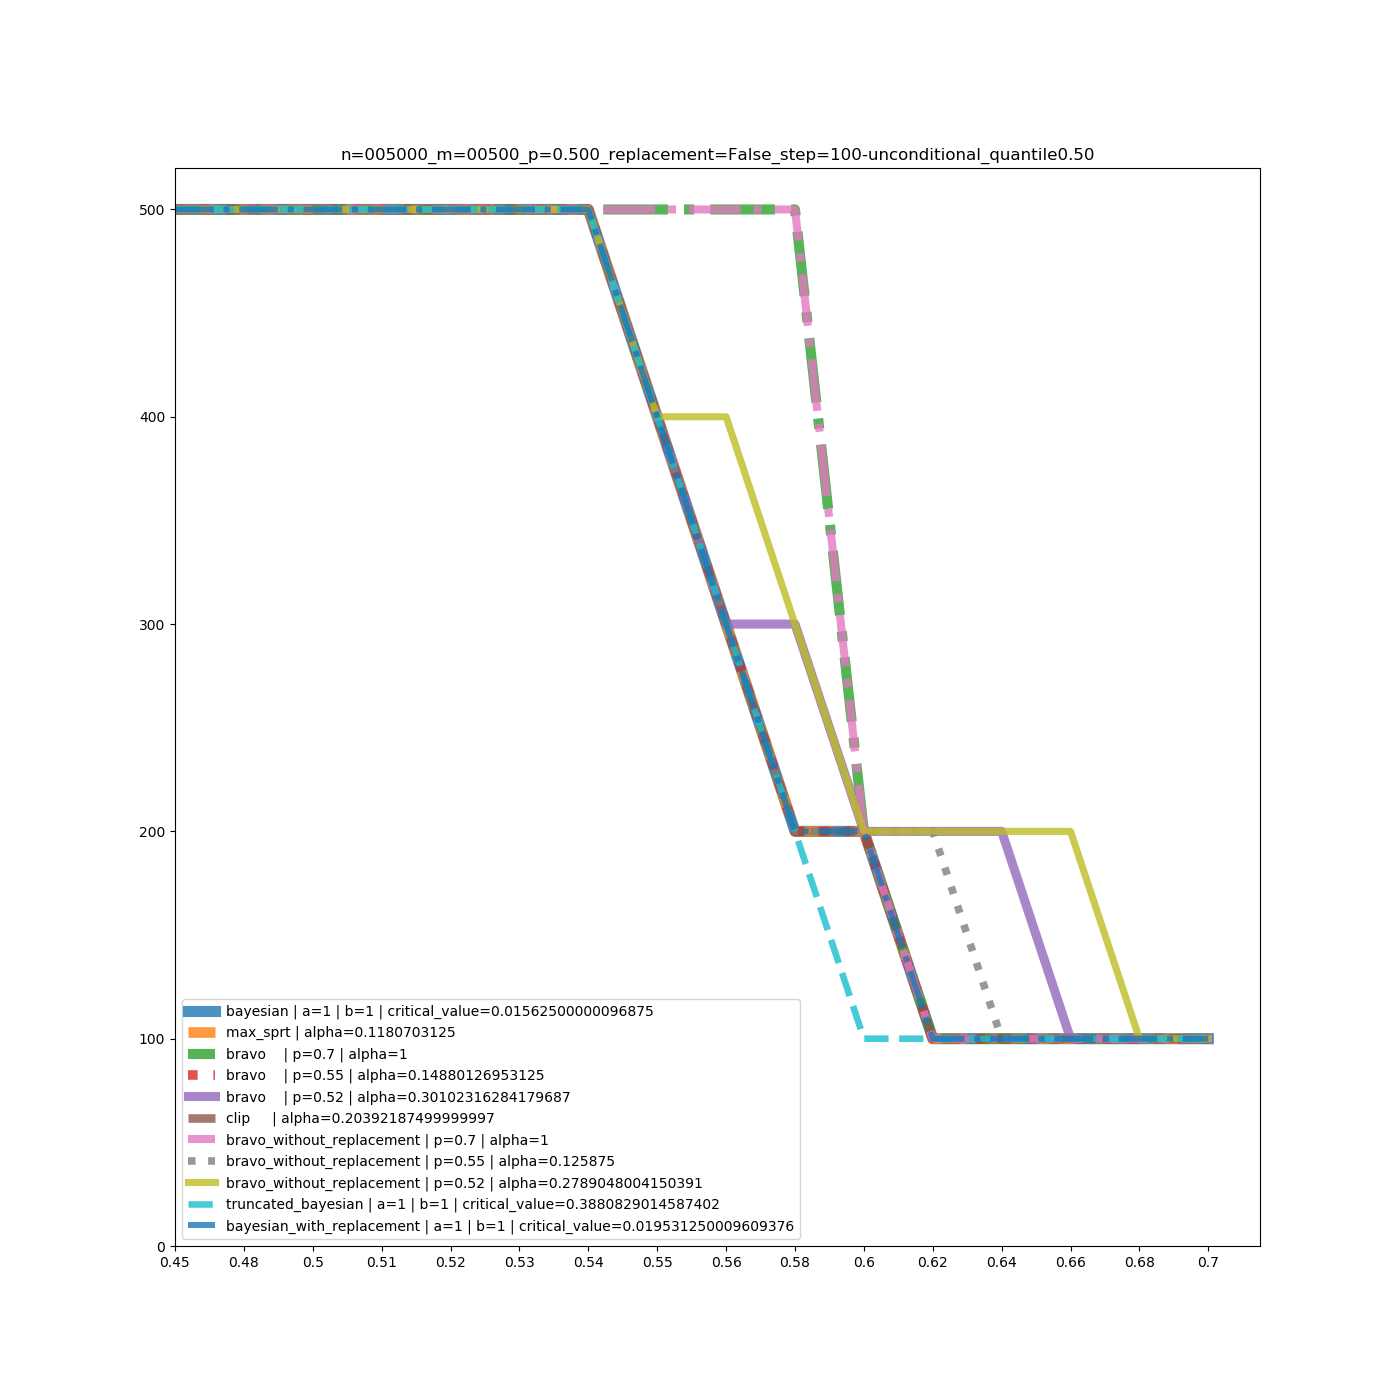 n=005000_m=00500_p=0.500_replacement=False_step=100-unconditional_quantile0.50
500
400
300
200
100
0
bayesian | a=1 | b=1 | critical_value=0.01562500000096875
max_sprt | alpha=0.1180703125
bravo | p=0.7 | alpha=1
bravo | p=0.55 | alpha=0.14880126953125
bravo | p=0.52 | alpha=0.30102316284179687
clip | alpha=0.20392187499999997
bravo_without_replacement | p=0.7 | alpha=1
bravo_without_replacement | p=0.55 | alpha=0.125875
bravo_without_replacement | p=0.52 | alpha=0.2789048004150391
truncated_bayesian | a=1 | b=1 | critical_value=0.3880829014587402
bayesian_with_replacement | a=1 | b=1 | critical_value=0.019531250009609376
0.45 0.48 0.5 0.51 0.52 0.53 0.54 0.55 0.56 0.58 0.6 0.62 0.64 0.66 0.68 0.7